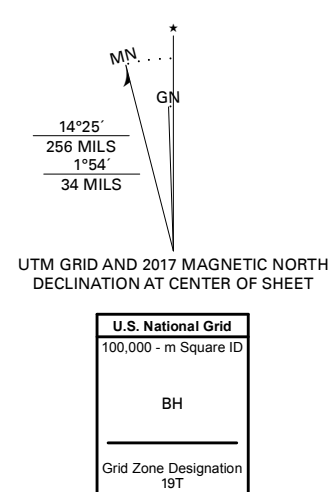 ★
MN
GN
14°25´
256 MILS
1°54´
34 MILS
UTM GRID AND 2017 MAGNETIC NORTH
DECLINATION AT CENTER OF SHEET
U.S. National Grid
100,000 - m Square ID
BH
Grid Zone Designation
19T